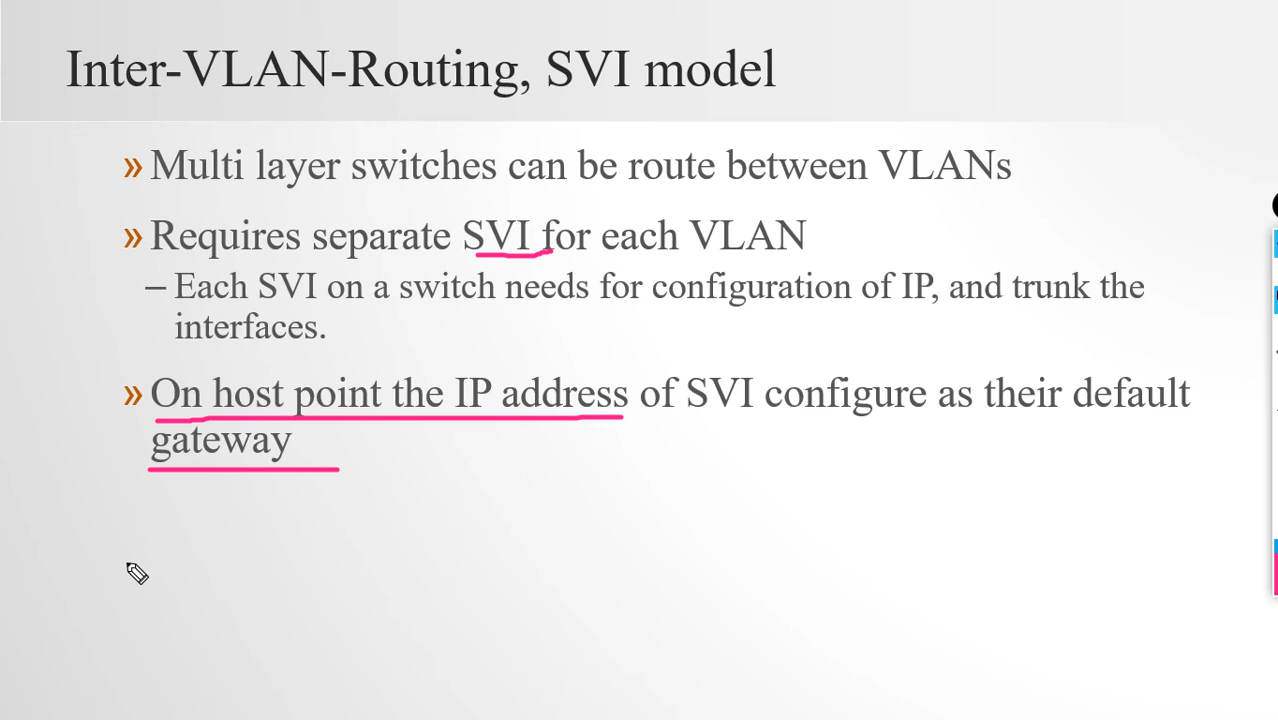 Inter-VLAN-Routing, SVI model
» Multi layer switches can be route between VLANs
» Requires separate SVI for each VLAN
– Each SVI on a switch needs for configuration of IP, and trunk the
interfaces.
» On host point the IP address of SVI configure as their default
gateway